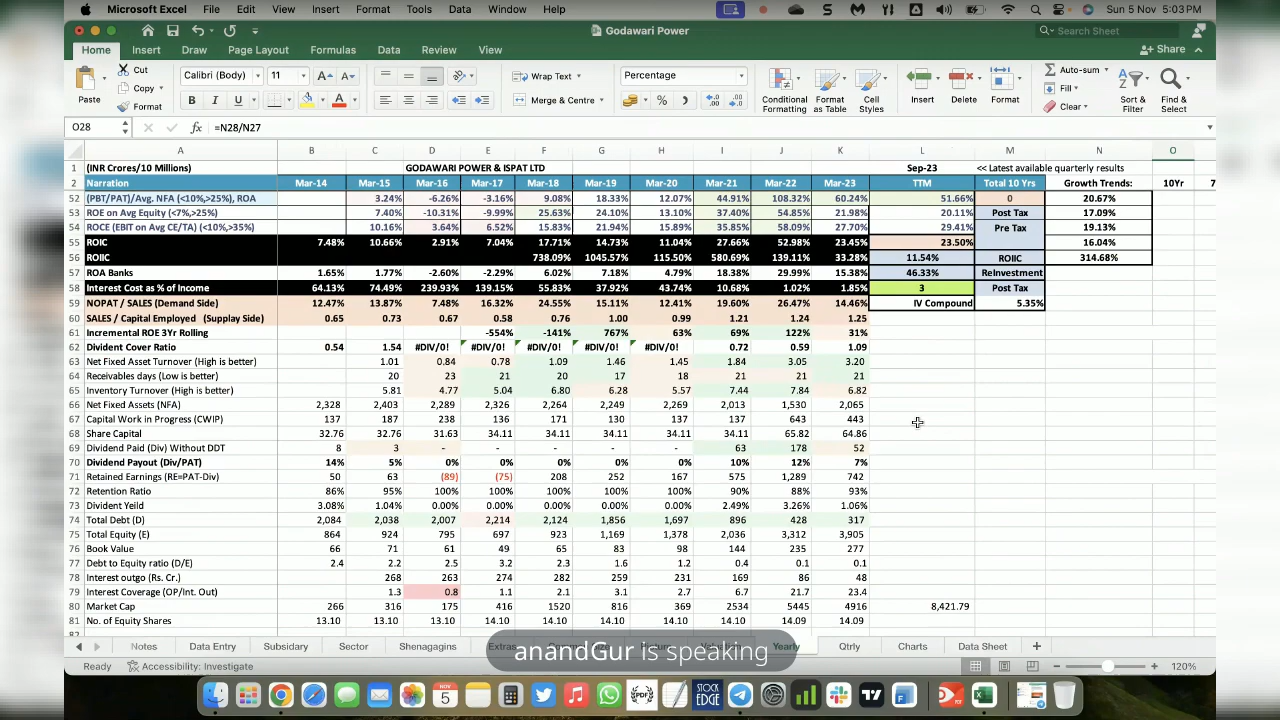 Microsoft Excel File Edit View Insert Format Tools Data Window Help Sun 5 Nov 5:03 PM
Godawari Power Search Sheet
Home Insert Draw Page Layout Formulas Data Review View Share
Cut Calibri (Body) 11 Wrap Text Percentage Auto-sum
Copy Fill
Paste Format Merge & Centre Conditional Formatting Format as Table Cell Styles Insert Delete Format Clear Sort & Filter Find & Select
O28 fx =N28/N27
A B C D E F G H I J K L M N O
1 (INR Crores/10 Millions) GODAWARI POWER & ISPAT LTD Sep-23 << Latest available quarterly results
2 Narration Mar-14 Mar-15 Mar-16 Mar-17 Mar-18 Mar-19 Mar-20 Mar-21 Mar-22 Mar-23 TTM Total 10 Yrs Growth Trends: 10Yr 7
52 (PBT/PAT)/Avg. NFA (<10%,>25%), ROA 3.24% -6.26% -3.16% 9.08% 18.33% 12.07% 44.91% 108.32% 60.24% 51.66% 0 20.67%
53 ROE on Avg Equity (<7%,>25%) 7.40% -10.31% -9.99% 25.63% 24.10% 13.10% 37.40% 54.85% 21.98% 20.11% Post Tax 17.09%
54 ROCE (EBIT on Avg CE/TA) (<10%,>35%) 10.16% 3.64% 6.52% 15.83% 21.94% 15.89% 35.85% 58.09% 27.70% 29.41% Pre Tax 19.13%
55 ROIC 7.48% 10.66% 2.91% 7.04% 17.71% 14.73% 11.04% 27.66% 52.98% 23.45% 23.50% 16.04%
56 ROIIC 738.09% 1045.57% 115.50% 580.69% 139.11% 33.28% 11.54% ROIIC 314.68%
57 ROA Banks 1.65% 1.77% -2.60% -2.29% 6.02% 7.18% 4.79% 18.38% 29.99% 15.38% 46.33% ReInvestment
58 Interest Cost as % of Income 64.13% 74.49% 29.93% 139.15% 139.11% 37.92% 43.74% 10.68% 1.02% 1.85% 3 Post Tax
59 NOPAT / SALES (Demand Side) 12.47% 13.87% 7.48% 16.32% 24.55% 15.11% 12.41% 19.60% 26.47% 14.46% IV Compound 5.35%
60 SALES / Capital Employed (Supplay Side) 0.65 0.73 0.67 0.58 0.76 1.00 0.99 1.21 1.24 1.25
61 Incremental ROE 3Yr Rolling -554% -141% 767% 63% 69% 122% 31%
62 Divident Cover Ratio 0.54 1.54 #DIV/0! #DIV/0! #DIV/0! #DIV/0! #DIV/0! 0.72 0.59 1.09
63 Net Fixed Asset Turnover (High is better) 1.01 0.84 0.78 1.09 1.46 1.45 1.84 3.05 3.20
64 Receivables days (Low is better) 20 23 21 20 17 18 21 21 21
65 Inventory Turnover (High is better) 5.81 4.77 5.04 6.80 6.28 5.57 7.44 7.84 6.82
66 Net Fixed Assets (NFA) 2,328 2,403 2,289 2,326 2,264 2,249 2,269 2,013 1,530 2,065
67 Capital Work in Progress (CWIP) 137 187 238 136 171 130 137 137 643 443
68 Share Capital 32.76 32.76 31.63 34.11 34.11 34.11 34.11 34.11 65.82 64.86
69 Dividend Paid (Div) Without DDT 8 3 - - - - - 63 178 52
70 Dividend Payout (Div/PAT) 14% 5% 0% 0% 0% 0% 0% 10% 12% 7%
71 Retained Earnings (RE=PAT-Div) 50 63 (89) (75) 208 252 167 575 1,289 742
72 Retention Ratio 86% 95% 100% 100% 100% 100% 100% 90% 88% 93%
73 Divident Yeild 3.08% 1.04% 0.00% 0.00% 0.00% 0.00% 0.00% 2.49% 3.26% 1.06%
74 Total Debt (D) 2,084 2,038 2,007 2,214 2,124 1,856 1,697 896 428 317
75 Total Equity (E) 864 924 795 697 923 1,169 1,378 2,036 3,312 3,905
76 Book Value 66 71 61 49 65 83 98 144 235 277
77 Debt to Equity ratio (D/E) 2.4 2.2 2.5 3.2 2.3 1.6 1.2 0.4 0.1 0.1
78 Interest outgo (Rs. Cr.) 268 263 274 282 259 231 169 86 48
79 Interest Coverage (OP/Int. Out) 1.3 0.8 1.1 2.1 3.1 2.7 6.7 21.7 23.4
80 Market Cap 266 316 175 416 1520 816 369 2534 5445 4916 8,421.79
81 No. of Equity Shares 13.10 13.10 13.10 13.10 13.10 13.10 13.10 14.09 14.09 14.09
Notes Data Entry Subsidary Sector Shenagagins Extras Yearly Qtrly Charts Data Sheet
anandGur is speaking
Ready Accessibility: Investigate 120%
NOV
5
PDF
STOCK EDGE
TV